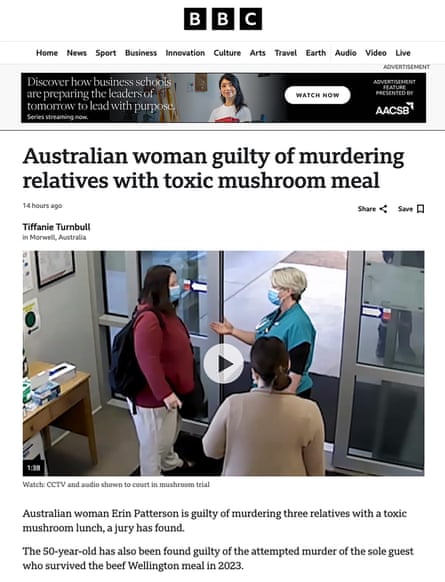 BBC
Home News Sport Business Innovation Culture Arts Travel Earth Audio Video Live
ADVERTISEMENT
Discover how business schools
are preparing the leaders of
tomorrow to lead with purpose.
Series streaming now.
WATCH NOW
ADVERTISEMENT
FEATURE
PRESENTED BY
AACSB
Australian woman guilty of murdering
relatives with toxic mushroom meal
14 hours ago
Share
Save
Tiffanie Turnbull
in Morwell, Australia
1:38
Watch: CCTV and audio shown to court in mushroom trial
Australian woman Erin Patterson is guilty of murdering three relatives with a toxic
mushroom lunch, a jury has found.
The 50-year-old has also been found guilty of the attempted murder of the sole guest
who survived the beef Wellington meal in 2023.